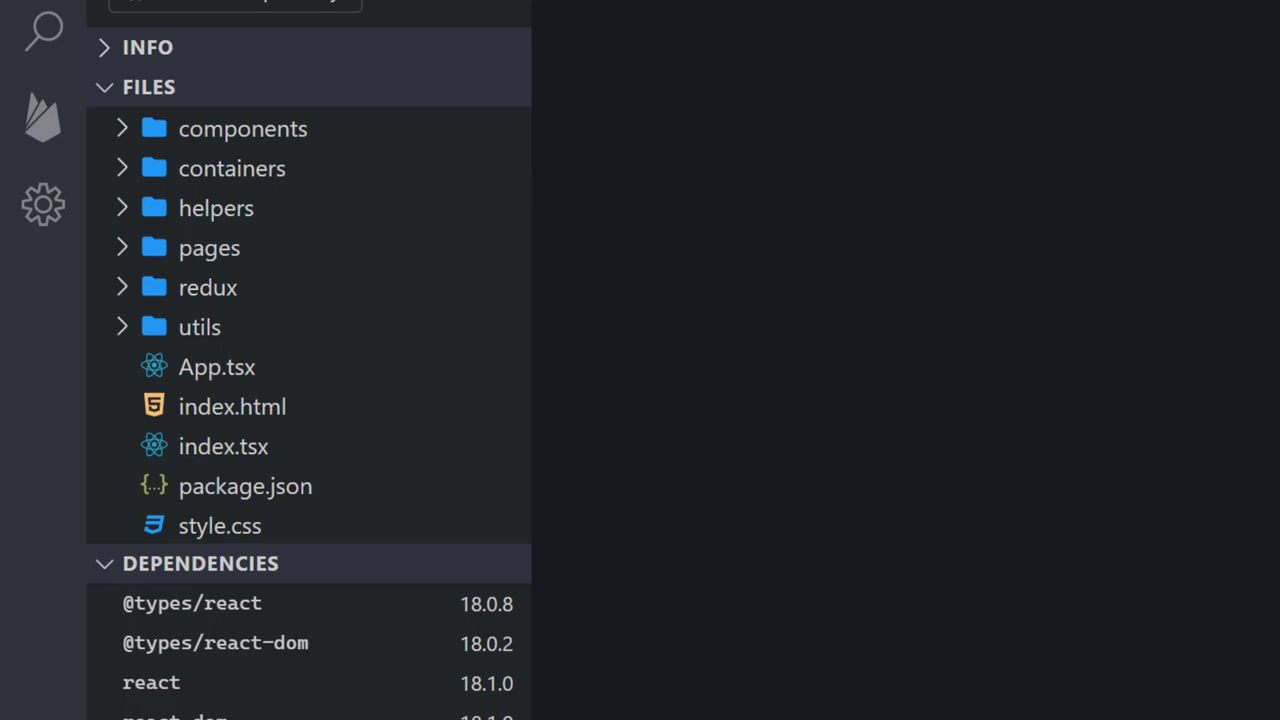 INFO
FILES
components
containers
helpers
pages
redux
utils
App.tsx
index.html
index.tsx
package.json
style.css
DEPENDENCIES
@types/react 18.0.8
@types/react-dom 18.0.2
react 18.1.0